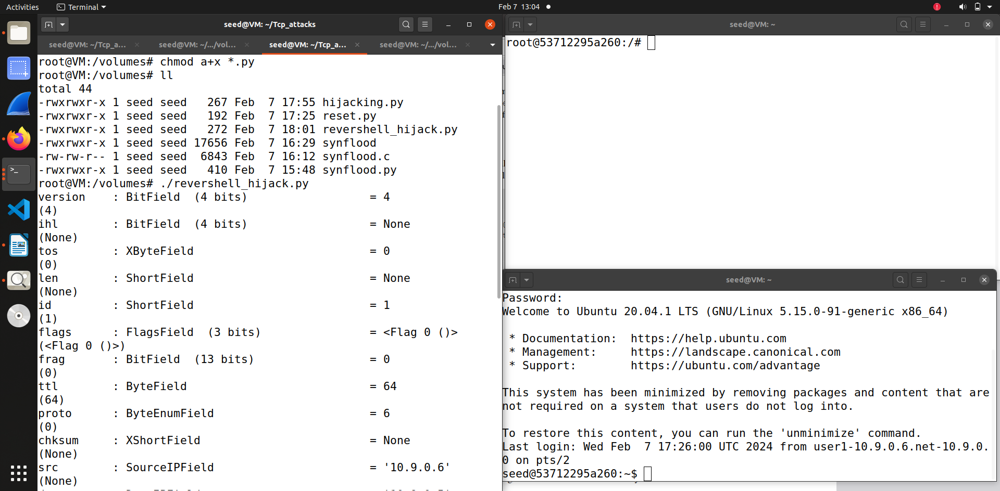 Activities
Terminal
Feb 7 13:04
seed@VM: ~/Tcp_attacks
seed@VM: ~/Tcp_a...
seed@VM: ~/.../vol...
seed@VM: ~/Tcp_a...
seed@VM: ~/.../vol...
root@VM:/volumes# chmod a+x *.py
root@VM:/volumes# ll
total 44
-rwxrwxr-x 1 seed seed   267 Feb  7 17:55 hijacking.py
-rwxrwxr-x 1 seed seed   192 Feb  7 17:25 reset.py
-rwxrwxr-x 1 seed seed   272 Feb  7 18:01 revershell_hijack.py
-rwxrwxr-x 1 seed seed 17656 Feb  7 16:29 synflood
-rw-rw-r-- 1 seed seed  6843 Feb  7 16:12 synflood.c
-rwxrwxr-x 1 seed seed   410 Feb  7 15:48 synflood.py
root@VM:/volumes# ./revershell_hijack.py
version    : BitField  (4 bits)                  = 4
(4)
ihl        : BitField  (4 bits)                  = None
(None)
tos        : XByteField                          = 0
(0)
len        : ShortField                          = None
(None)
id         : ShortField                          = 1
(1)
flags      : FlagsField  (3 bits)                = <Flag 0 ()>
(<Flag 0 ()>)
frag       : BitField  (13 bits)                 = 0
(0)
ttl        : ByteField                           = 64
(64)
proto      : ByteEnumField                       = 6
(0)
chksum     : XShortField                         = None
(None)
src        : SourceIPField                       = '10.9.0.6'
(None)
seed@VM: ~
root@53712295a260:/#
seed@VM: ~
Password:
Welcome to Ubuntu 20.04.1 LTS (GNU/Linux 5.15.0-91-generic x86_64)
 * Documentation:  https://help.ubuntu.com
 * Management:     https://landscape.canonical.com
 * Support:        https://ubuntu.com/advantage
This system has been minimized by removing packages and content that are
not required on a system that users do not log into.
To restore this content, you can run the 'unminimize' command.
Last login: Wed Feb  7 17:26:00 UTC 2024 from user1-10.9.0.6.net-10.9.0.
0 on pts/2
seed@53712295a260:~$